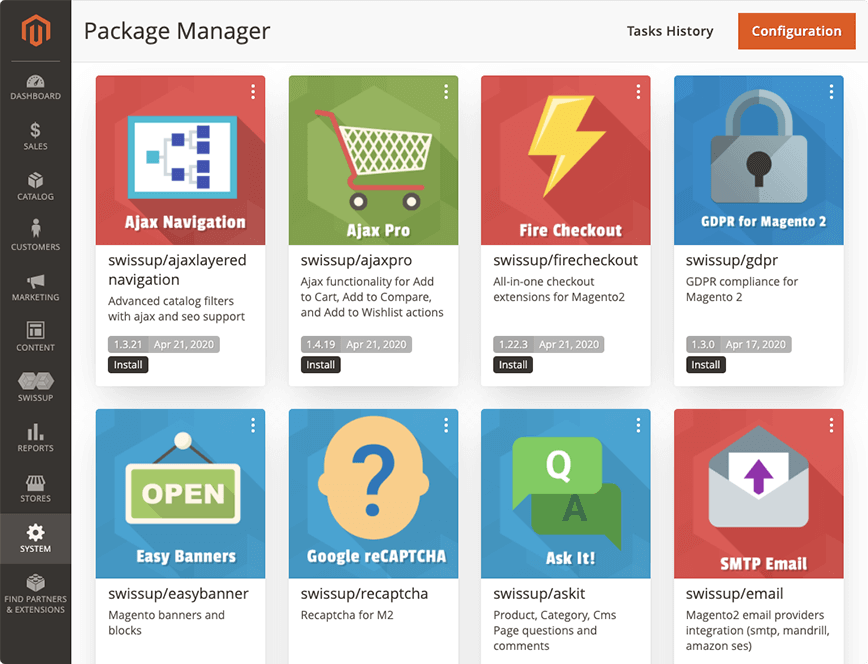 Package Manager
Tasks History
Configuration
DASHBOARD
SALES
CATALOG
CUSTOMERS
MARKETING
CONTENT
SWISSUP
REPORTS
STORES
SYSTEM
FIND PARTNERS
& EXTENSIONS
Ajax Navigation
swissup/ajaxlayered
navigation
Advanced catalog filters
with ajax and seo support
1.3.21 Apr 21, 2020
Install
Ajax Pro
swissup/ajaxpro
Ajax functionality for Add
to Cart, Add to Compare,
and Add to Wishlist actions
1.4.19 Apr 21, 2020
Install
Fire Checkout
swissup/firecheckout
All-in-one checkout
extensions for Magento2
1.22.3 Apr 21, 2020
Install
GDPR for Magento 2
swissup/gdpr
GDPR compliance for
Magento 2
1.3.0 Apr 17, 2020
Install
OPEN
Easy Banners
swissup/easybanner
Magento banners and
blocks
?
Google reCAPTCHA
swissup/recaptcha
Recaptcha for M2
Q
A
Ask It!
swissup/askit
Product, Category, Cms
Page questions and
comments
SMTP Email
swissup/email
Magento2 email providers
integration (smtp, mandrill,
amazon ses)